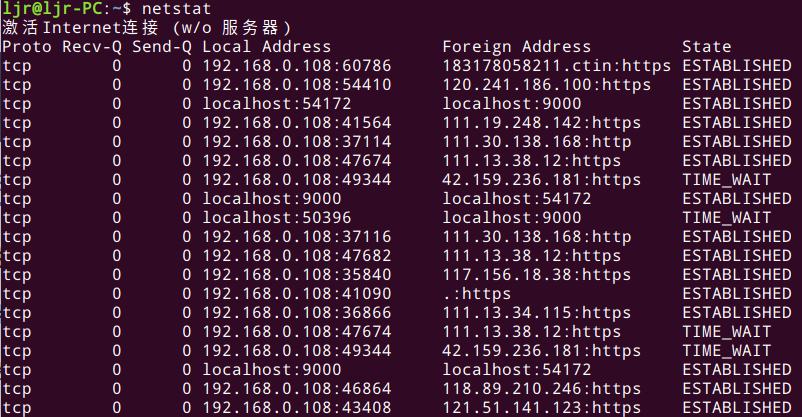 ljr@ljr-PC:~$ netstat
激活Internet连接 (w/o 服务器)
Proto Recv-Q Send-Q Local Address           Foreign Address         State
tcp        0      0 192.168.0.108:60786     183178058211.ctin:https ESTABLISHED
tcp        0      0 192.168.0.108:54410     120.241.186.100:https   ESTABLISHED
tcp        0      0 localhost:54172         localhost:9000          ESTABLISHED
tcp        0      0 192.168.0.108:41564     111.19.248.142:https    ESTABLISHED
tcp        0      0 192.168.0.108:37114     111.30.138.168:http     ESTABLISHED
tcp        0      0 192.168.0.108:47674     111.13.38.12:https      ESTABLISHED
tcp        0      0 192.168.0.108:49344     42.159.236.181:https    TIME_WAIT
tcp        0      0 localhost:9000          localhost:54172         ESTABLISHED
tcp        0      0 localhost:50396         localhost:9000          TIME_WAIT
tcp        0      0 192.168.0.108:37116     111.30.138.168:http     ESTABLISHED
tcp        0      0 192.168.0.108:47682     111.13.38.12:https      ESTABLISHED
tcp        0      0 192.168.0.108:35840     117.156.18.38:https     ESTABLISHED
tcp        0      0 192.168.0.108:41090     .:https                 ESTABLISHED
tcp        0      0 192.168.0.108:36866     111.13.34.115:https     ESTABLISHED
tcp        0      0 192.168.0.108:47674     111.13.38.12:https      TIME_WAIT
tcp        0      0 192.168.0.108:49344     42.159.236.181:https    TIME_WAIT
tcp        0      0 localhost:9000          localhost:54172         ESTABLISHED
tcp        0      0 192.168.0.108:46864     118.89.210.246:https    ESTABLISHED
tcp        0      0 192.168.0.108:43408     121.51.141.123:https    ESTABLISHED